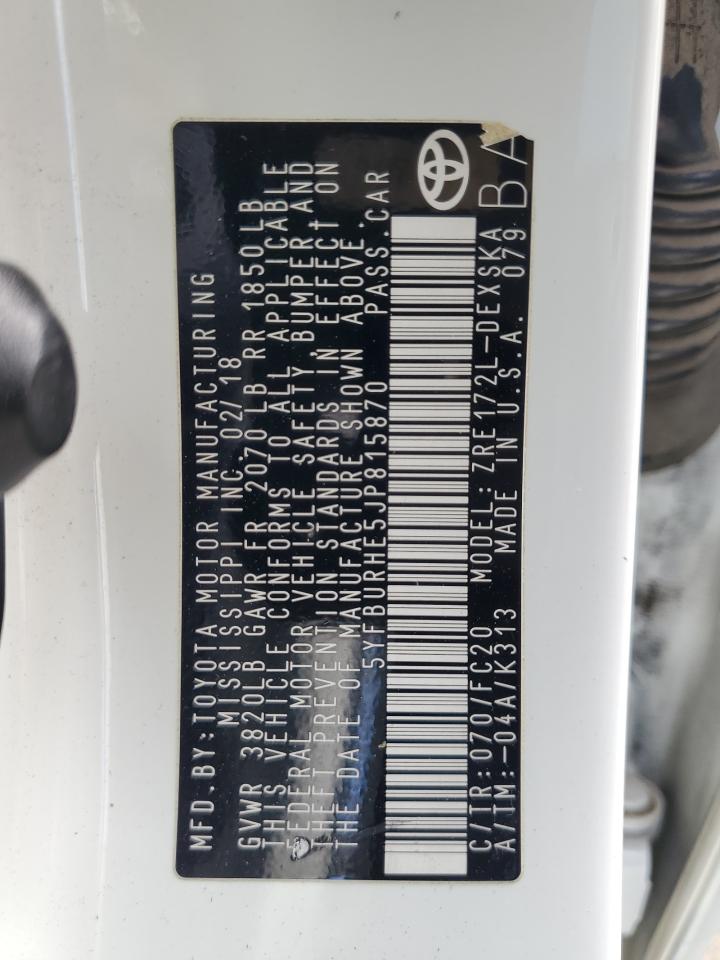 MFD.BY:TOYOTA MOTOR MANUFACTURING
MISSISSIPPI INC. 02/18
GVWR 3820LB GAWR FR 2070 LB RR 1850 LB
THIS VEHICLE CONFORMS TO ALL APPLICABLE
FEDERAL MOTOR VEHICLE SAFETY, BUMPER, AND
THEFT PREVENTION STANDARDS IN EFFECT ON
THE DATE OF MANUFACTURE SHOWN ABOVE.
5YFBURHE5JP815870 PASS.CAR
C/TR:070/FC20 MODEL:ZRE172L-DEXSKA
A/TM:-04A/K313 MADE IN U.S.A. 079
BA